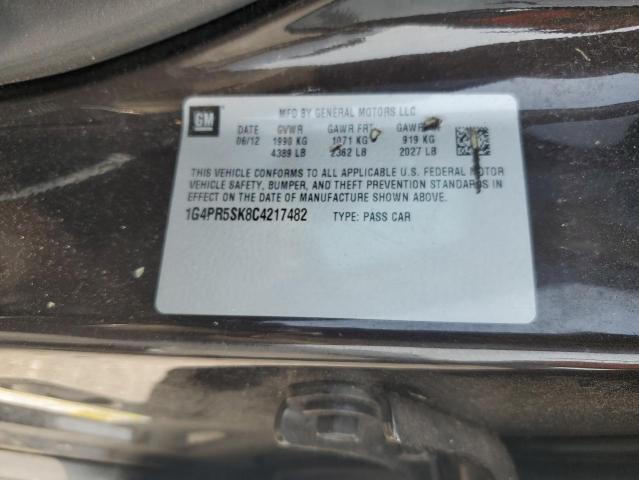 GM
MFD BY GENERAL MOTORS LLC
DATE GVWR GAWR FRT GAWR
06/12 1990 KG 1071 KG 919 KG
4389 LB 2362 LB 2027 LB
THIS VEHICLE CONFORMS TO ALL APPLICABLE U.S. FEDERAL MOTOR
VEHICLE SAFETY, BUMPER, AND THEFT PREVENTION STANDARDS IN
EFFECT ON THE DATE OF MANUFACTURE SHOWN ABOVE.
1G4PR5SK8C4217482 TYPE: PASS CAR